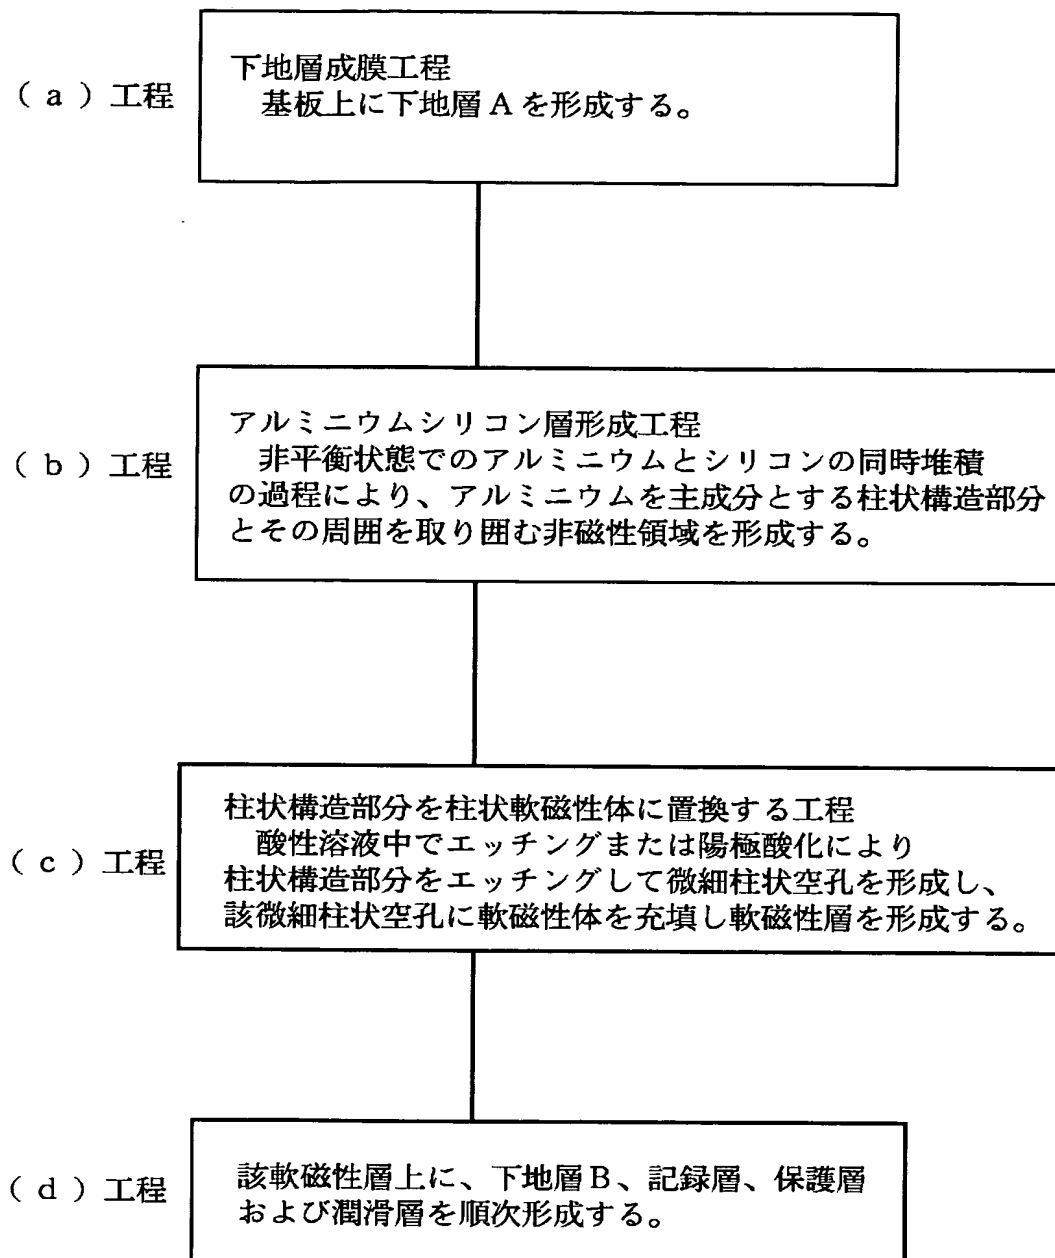 (a)工程
下地層成膜工程
基板上に下地層Aを形成する。
(b)工程
アルミニウムシリコン層形成工程
非平衡状態でのアルミニウムとシリコンの同時堆積
の過程により、アルミニウムを主成分とする柱状構造部分
とその周囲を取り囲む非磁性領域を形成する。
(c)工程
柱状構造部分を柱状軟磁性体に置換する工程
酸性溶液中でエッチングまたは陽極酸化により
柱状構造部分をエッチングして微細柱状空孔を形成し、
該微細柱状空孔に軟磁性体を充填し軟磁性層を形成する。
(d)工程
該軟磁性層上に、下地層B、記録層、保護層
および潤滑層を順次形成する。